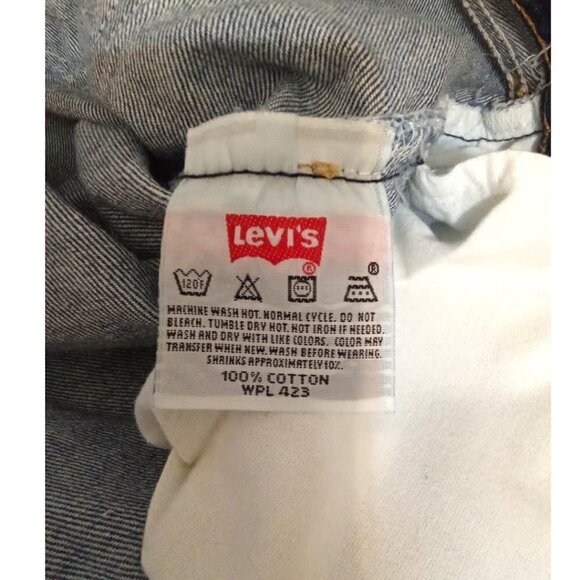 Levi's
®
®
120F
MACHINE WASH HOT. NORMAL CYCLE. DO NOT
BLEACH. TUMBLE DRY HOT. HOT IRON IF NEEDED.
WASH AND DRY WITH LIKE COLORS. COLOR MAY
TRANSFER WHEN NEW. WASH BEFORE WEARING.
SHRINKS APPROXIMATELY 10%.
100% COTTON
WPL 423